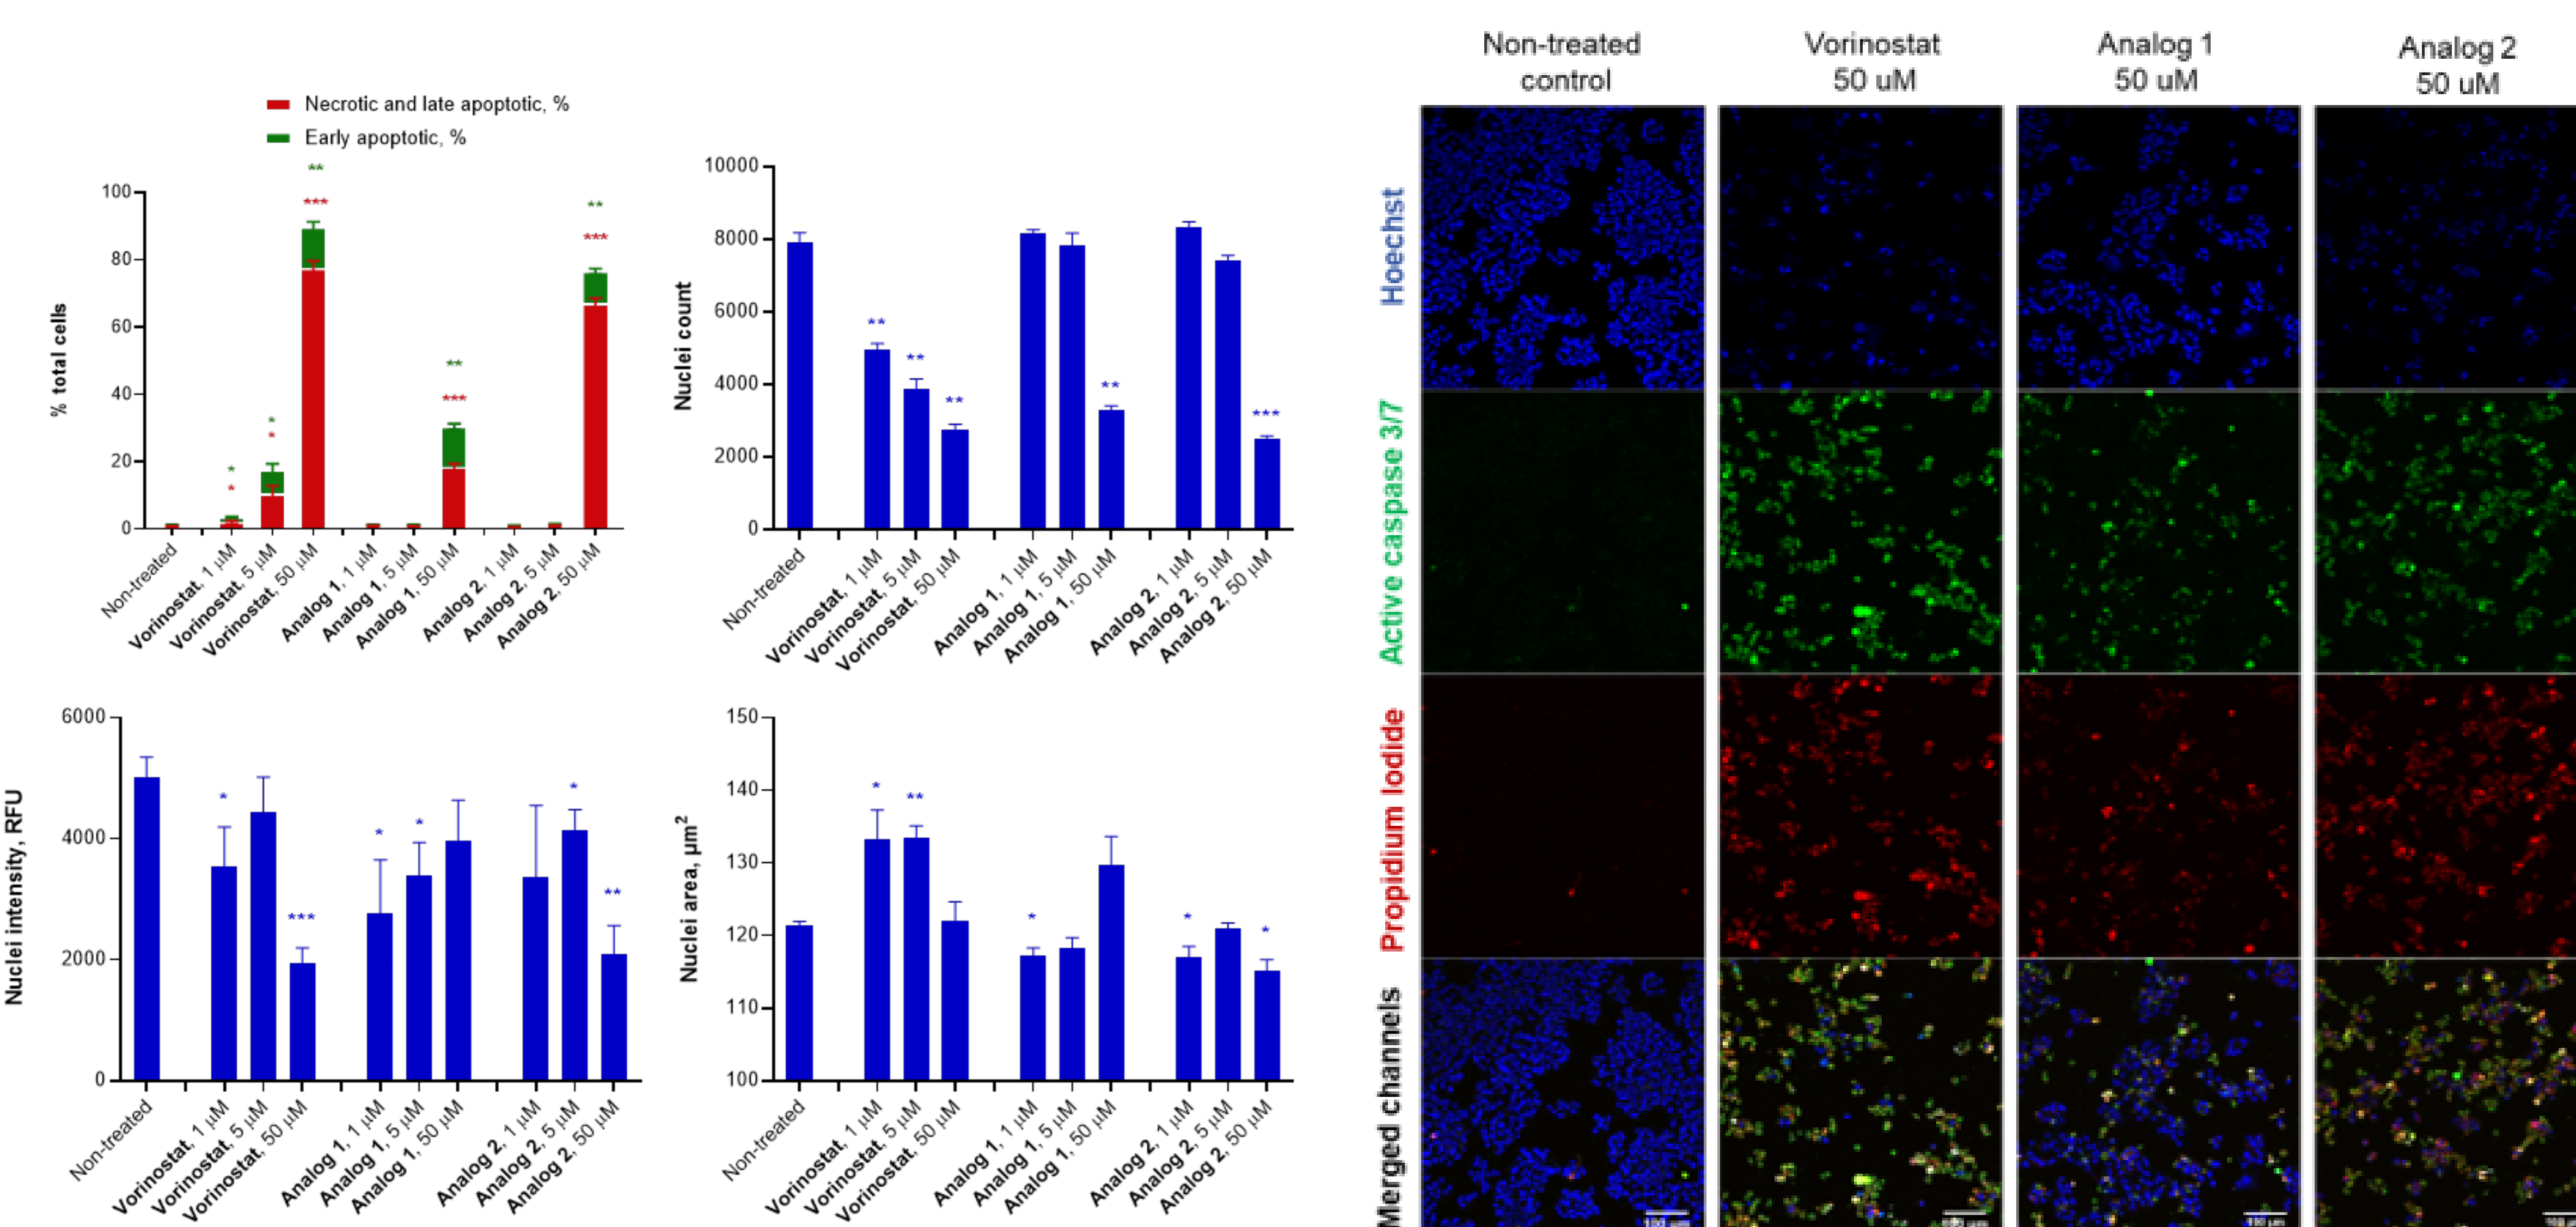 Necrotic and late apoptotic, %
Early apoptotic, %
% total cells
100
80
60
40
20
0
**
***
*
*
*
*
**
***
**
***
Non-treated
Vorinostat, 1 µM
Vorinostat, 5 µM
Vorinostat, 50 µM
Analog 1, 1 µM
Analog 1, 5 µM
Analog 1, 50 µM
Analog 2, 1 µM
Analog 2, 5 µM
Analog 2, 50 µM
Nuclei count
10000
8000
6000
4000
2000
0
**
**
**
**
***
Non-treated
Vorinostat, 1 µM
Vorinostat, 5 µM
Vorinostat, 50 µM
Analog 1, 1 µM
Analog 1, 5 µM
Analog 1, 50 µM
Analog 2, 1 µM
Analog 2, 5 µM
Analog 2, 50 µM
Nuclei intensity, RFU
6000
4000
2000
0
*
***
*
*
*
**
Non-treated
Vorinostat, 1 µM
Vorinostat, 5 µM
Vorinostat, 50 µM
Analog 1, 1 µM
Analog 1, 5 µM
Analog 1, 50 µM
Analog 2, 1 µM
Analog 2, 5 µM
Analog 2, 50 µM
Nuclei area, µm²
150
140
130
120
110
100
*
**
*
*
*
Non-treated
Vorinostat, 1 µM
Vorinostat, 5 µM
Vorinostat, 50 µM
Analog 1, 1 µM
Analog 1, 5 µM
Analog 1, 50 µM
Analog 2, 1 µM
Analog 2, 5 µM
Analog 2, 50 µM
Non-treated
control
Vorinostat
50 uM
Analog 1
50 uM
Analog 2
50 uM
Hoechst
Active caspase 3/7
Propidium Iodide
Merged channels